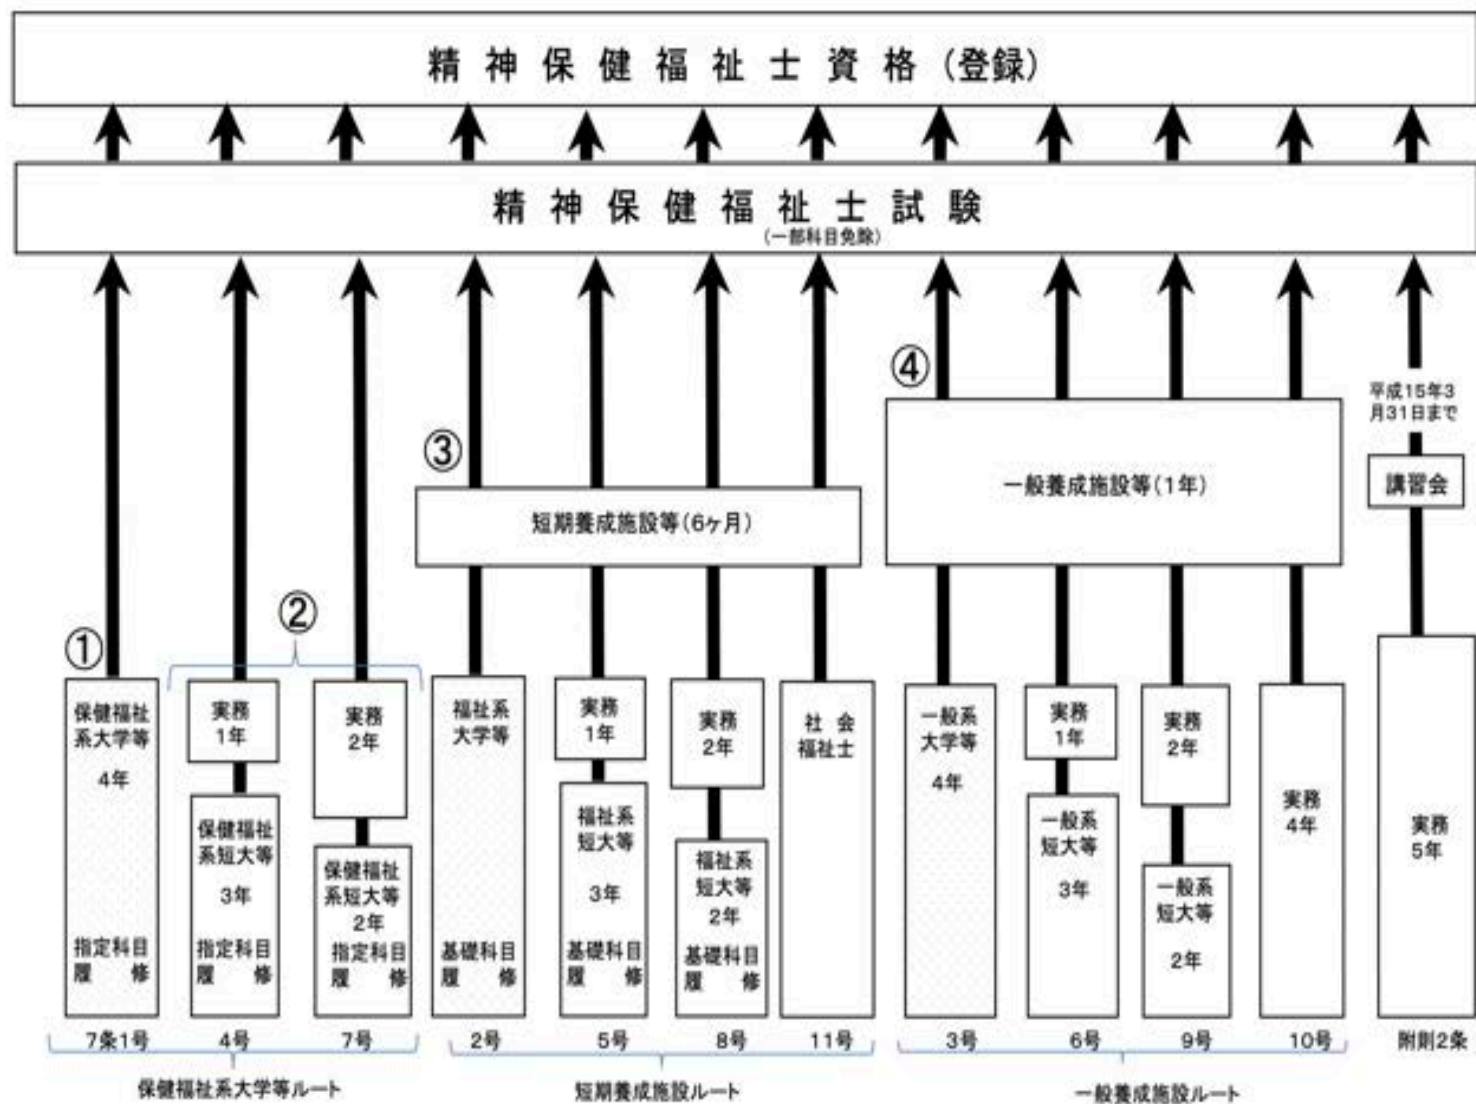 精神保健福祉士資格(登録)
精神保健福祉士試験
(一部科目免除)
④
平成15年3
月31日まで
③
講習会
一般養成施設等(1年)
短期養成施設等(6ヶ月)
②
①
保健福祉
系大学等
4年
指定科目
履修
実務
1年
保健福祉
系短大等
3年
指定科目
履修
実務
2年
保健福祉
系短大等
2年
指定科目
履修
福祉系
大学等
基礎科目
履修
実務
1年
福祉系
短大等
3年
基礎科目
履修
実務
2年
福祉系
短大等
2年
基礎科目
履修
社会
福祉士
一般系
大学等
4年
実務
1年
一般系
短大等
3年
実務
2年
一般系
短大等
2年
実務
4年
実務
5年
7条1号
4号
7号
2号
5号
8号
11号
3号
6号
9号
10号
附則2条
保健福祉系大学等ルート
短期養成施設ルート
一般養成施設ルート